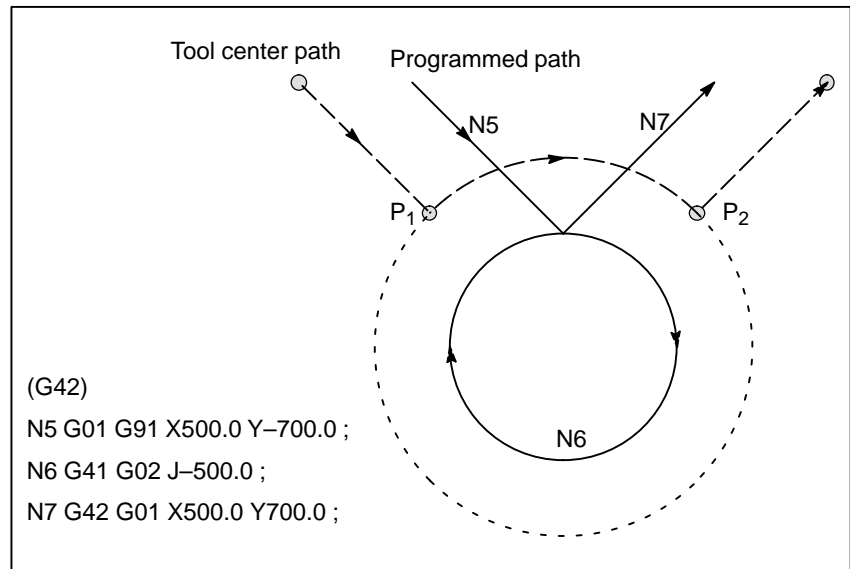 Tool center path
Programmed path
N5
N7
P1
P2
N6
(G42)
N5 G01 G91 X500.0 Y–700.0 ;
N6 G41 G02 J–500.0 ;
N7 G42 G01 X500.0 Y700.0 ;